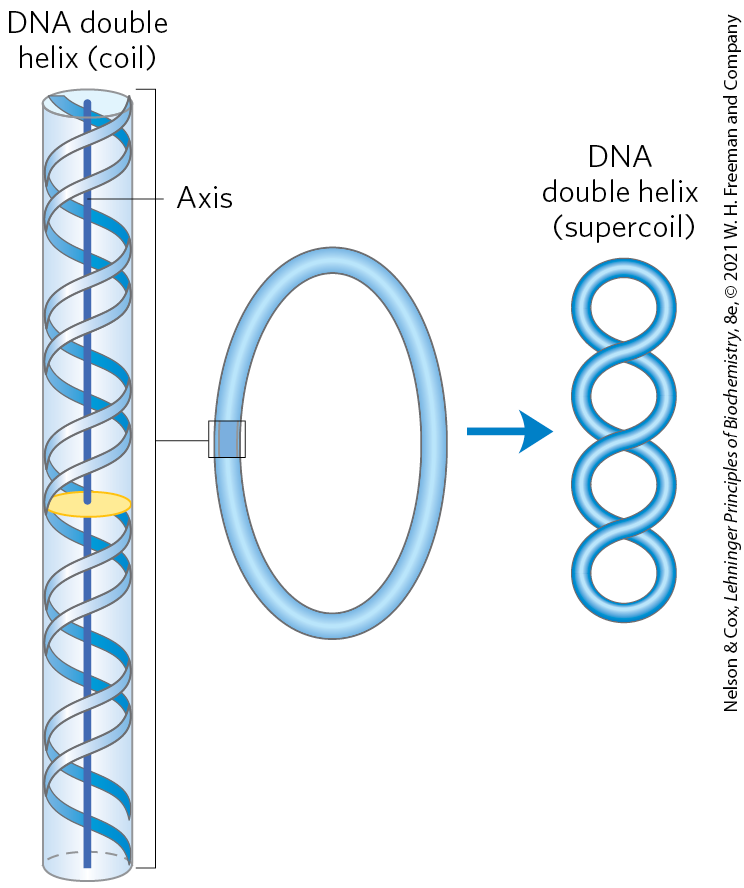 DNA double
helix (coil)
Axis
DNA
double helix
(supercoil)
Nelson & Cox, Lehninger Principles of Biochemistry, 8e, © 2021 W. H. Freeman and Company